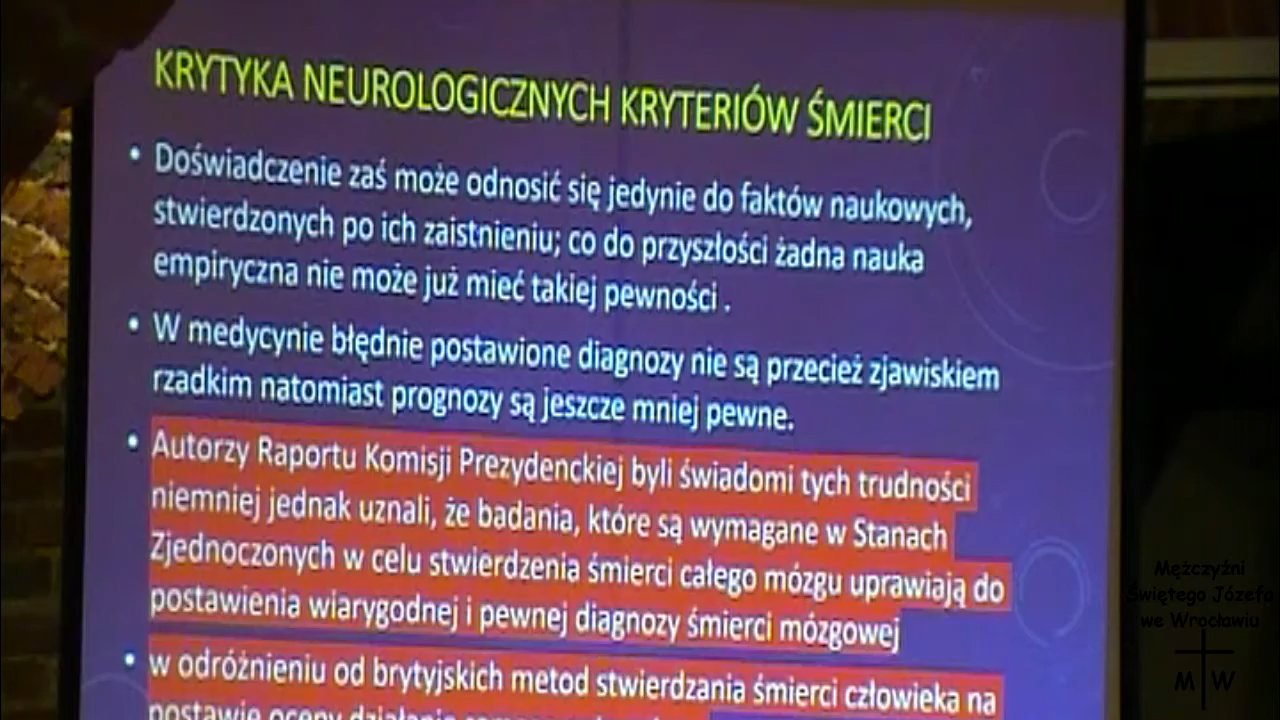 KRYTYKA NEUROLOGICZNYCH KRYTERIÓW ŚMIERCI
• Doświadczenie zaś może odnosić się jedynie do faktów naukowych,
stwierdzonych po ich zaistnieniu; co do przyszłości żadna nauka
empiryczna nie może już mieć takiej pewności .
• W medycynie błędnie postawione diagnozy nie są przecież zjawiskiem
rzadkim natomiast prognozy są jeszcze mniej pewne.
• Autorzy Raportu Komisji Prezydenckiej byli świadomi tych trudności
niemniej jednak uznali, że badania, które są wymagane w Stanach
Zjednoczonych w celu stwierdzenia śmierci całego mózgu uprawiają do
postawienia wiarygodnej i pewnej diagnozy śmierci mózgowej
• w odróżnieniu od brytyjskich metod stwierdzania śmierci człowieka na
postawie oceny działania
Mężczyźni
Świętego Józefa
we Wrocławiu
M W